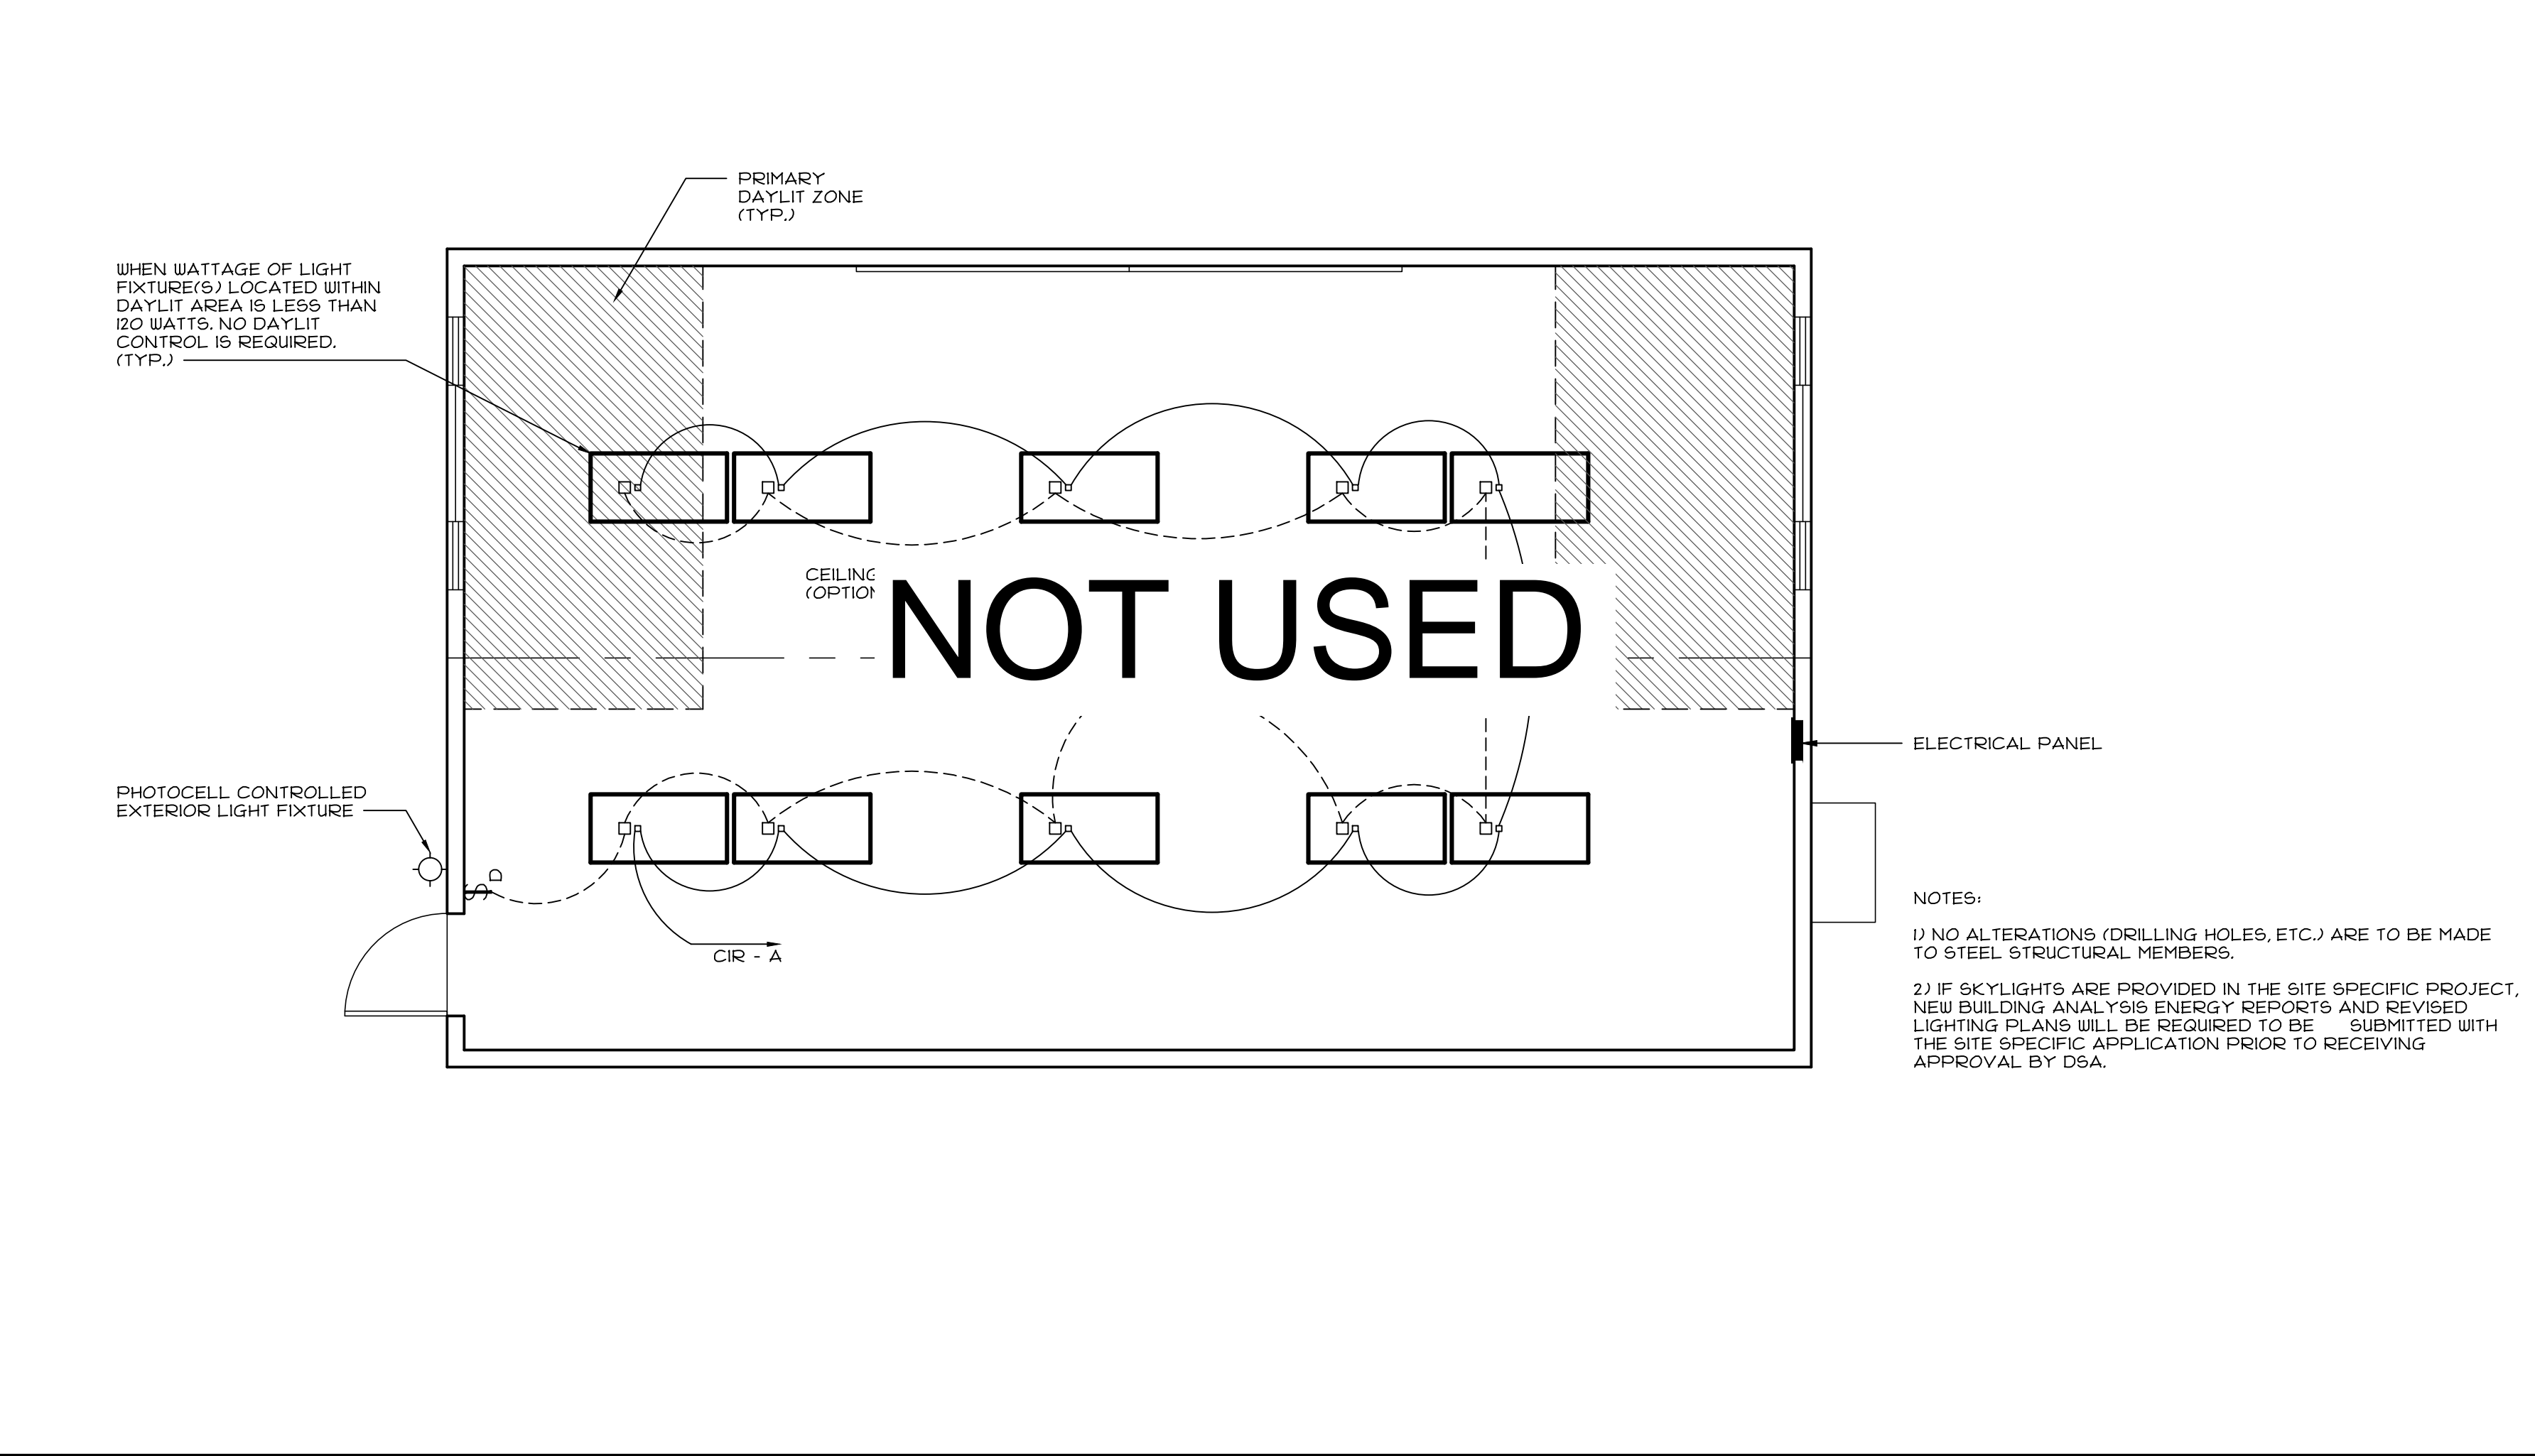 PRIMARY
DAYLIT ZONE
(TYP.)
WHEN WATTAGE OF LIGHT
FIXTURE(S) LOCATED WITHIN
DAYLIT AREA IS LESS THAN
120 WATTS. NO DAYLIT
CONTROL IS REQUIRED.
(TYP.)
CEILING
(OPTION
NOT USED
ELECTRICAL PANEL
PHOTOCELL CONTROLLED
EXTERIOR LIGHT FIXTURE
$ D
CIR - A
NOTES:
1) NO ALTERATIONS (DRILLING HOLES, ETC.) ARE TO BE MADE
TO STEEL STRUCTURAL MEMBERS.
2) IF SKYLIGHTS ARE PROVIDED IN THE SITE SPECIFIC PROJECT,
NEW BUILDING ANALYSIS ENERGY REPORTS AND REVISED
LIGHTING PLANS WILL BE REQUIRED TO BE SUBMITTED WITH
THE SITE SPECIFIC APPLICATION PRIOR TO RECEIVING
APPROVAL BY DSA.